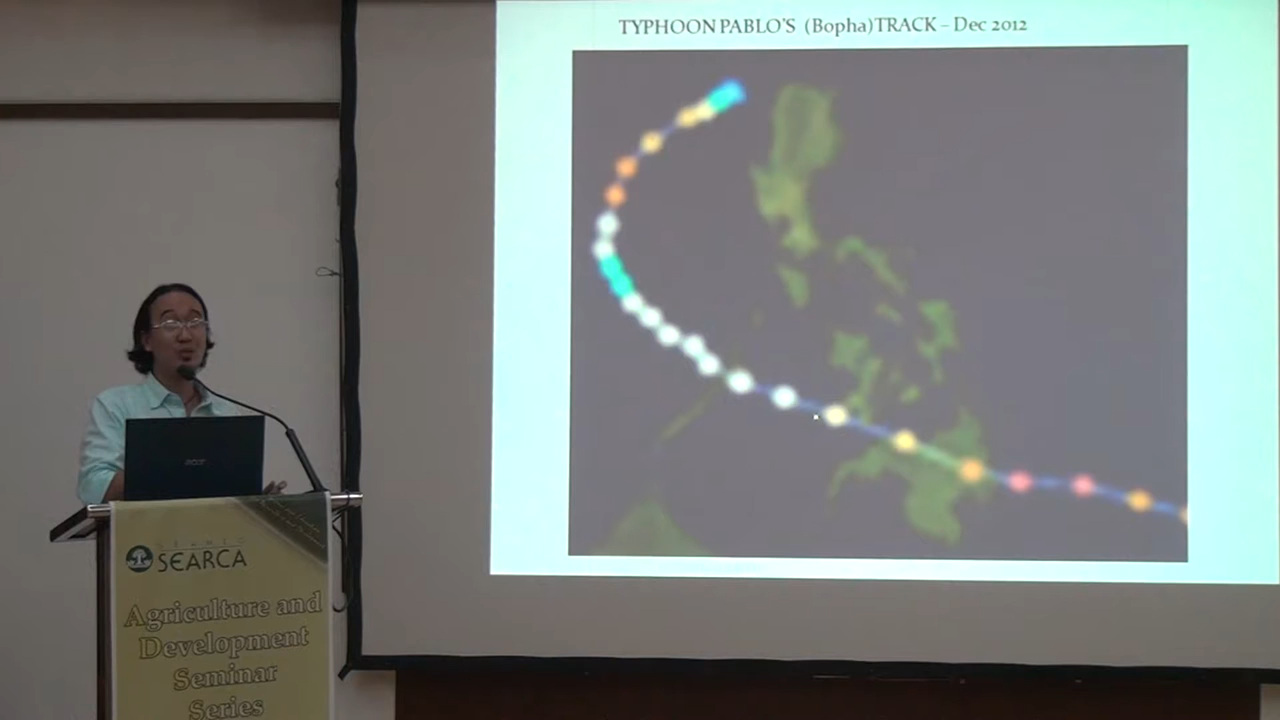 TYPHOON PABLO'S (Bopha) TRACK – Dec 2012
acer
SEARCA
Agriculture and
Development
Seminar
Series